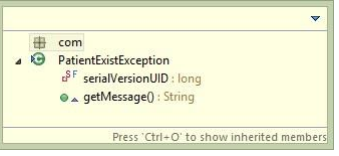 com
PatientExistException
serialVersionUID : long
getMessage() : String
Press 'Ctrl+O' to show inherited members